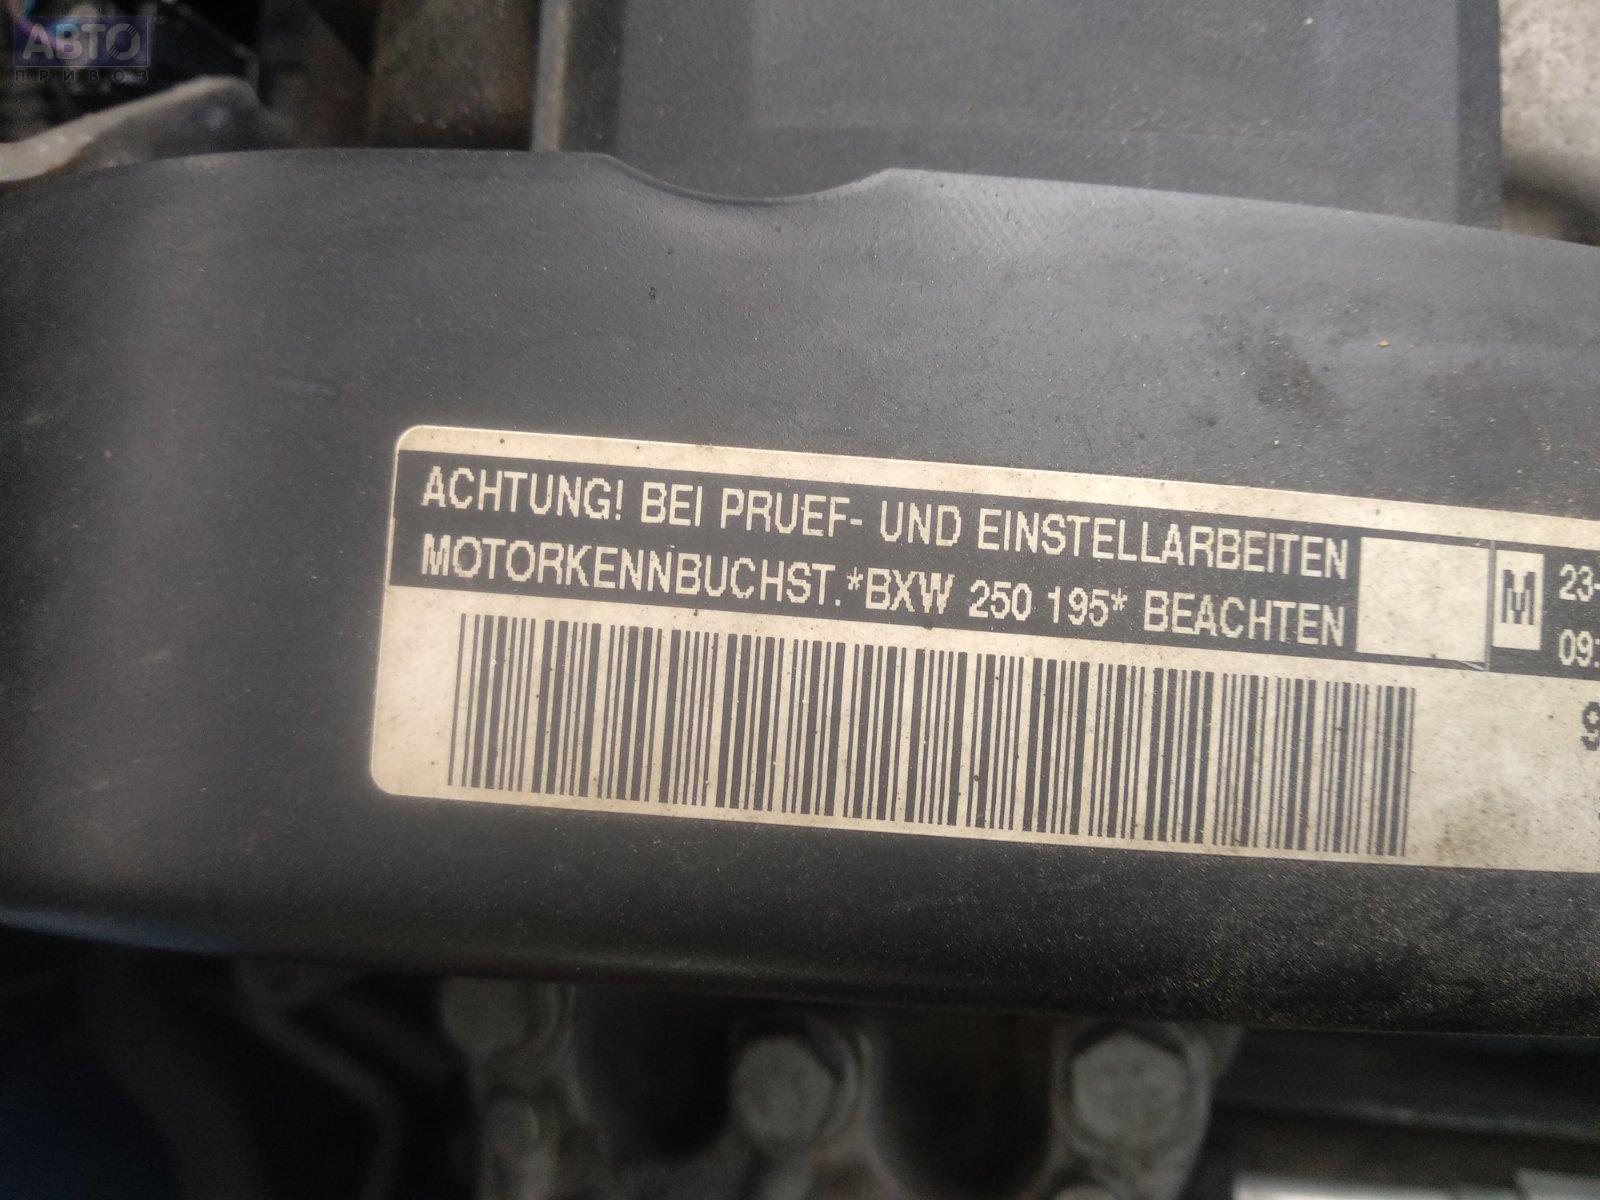 АВТО
ПРИВОЗ
ACHTUNG! BEI PRUEF- UND EINSTELLARBEITEN
MOTORKENNBUCHST.*BXW 250 195* BEACHTEN
M
23-
09:
9